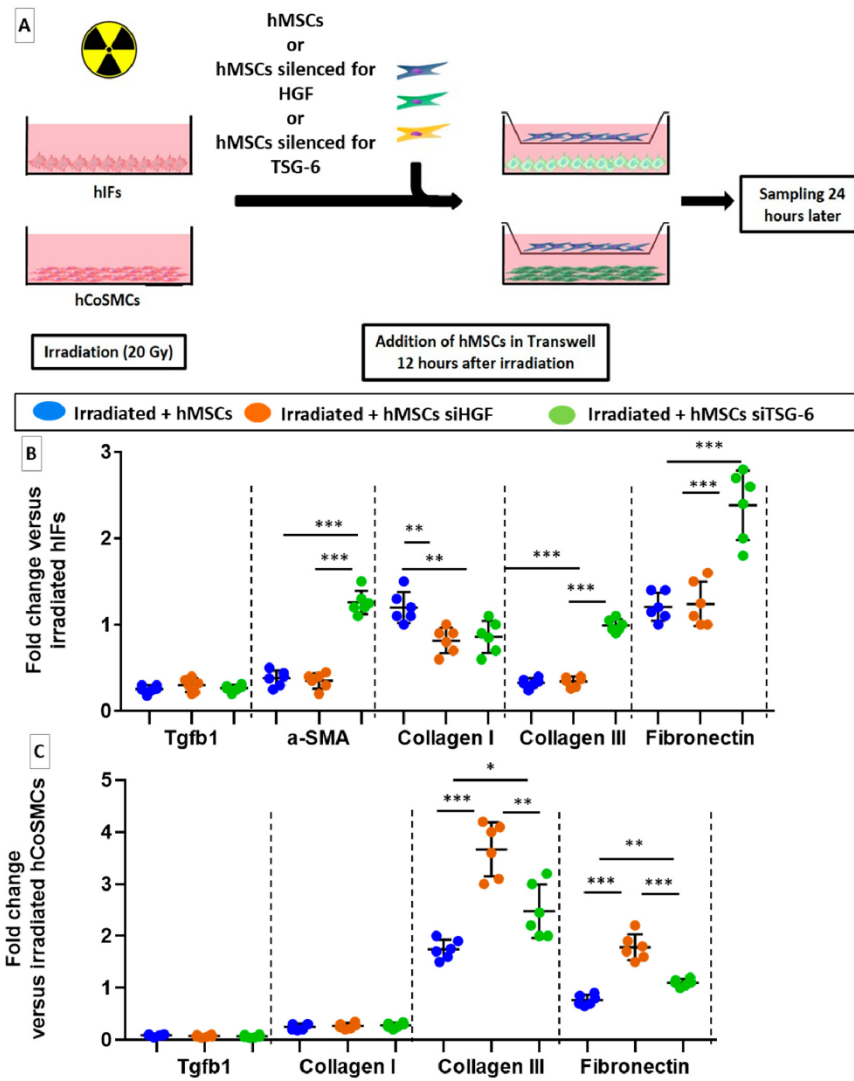 A
hMSCs
or
hMSCs silenced for
HGF
or
hMSCs silenced for
TSG-6
hIFs
hCoSMCs
Sampling 24
hours later
Irradiation (20 Gy)
Addition of hMSCs in Transwell
12 hours after irradiation
Irradiated + hMSCs
Irradiated + hMSCs siHGF
Irradiated + hMSCs siTSG-6
B
Fold change versus
irradiated hIFs
3
2
1
0
***
***
**
**
***
***
***
***
Tgfb1
a-SMA
Collagen I
Collagen III
Fibronectin
C
Fold change
versus irradiated hCoSMCs
5
4
3
2
1
0
*
***
**
**
***
***
Tgfb1
Collagen I
Collagen III
Fibronectin